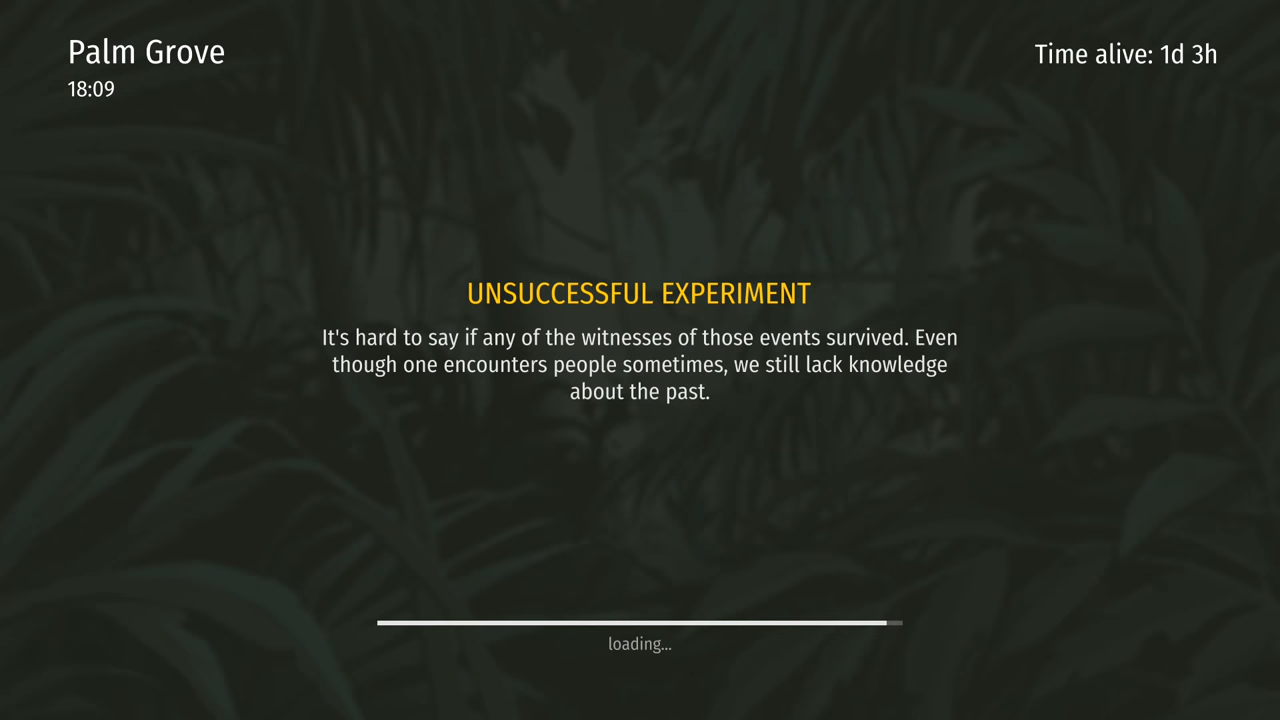 Palm Grove
Time alive: 1d 3h
18:09
UNSUCCESSFUL EXPERIMENT
It's hard to say if any of the witnesses of those events survived. Even
though one encounters people sometimes, we still lack knowledge
about the past.
loading...